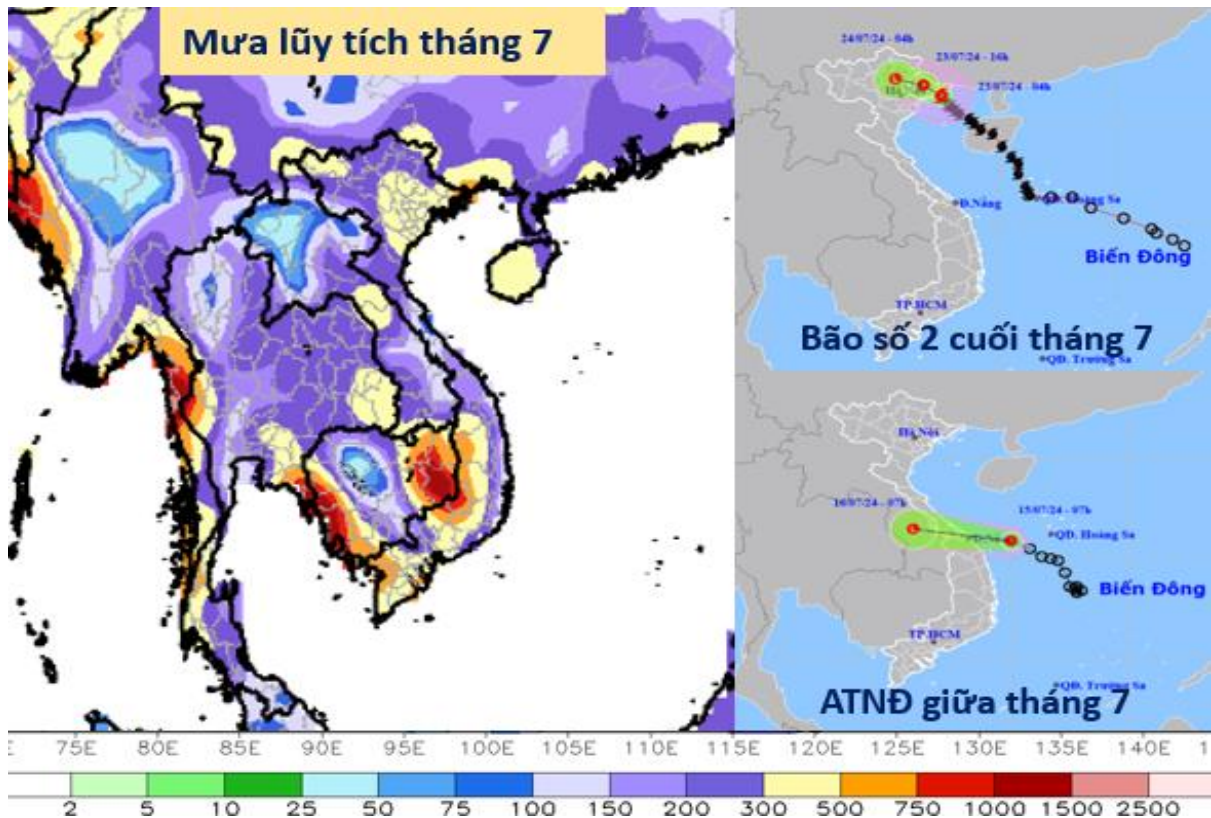 Mưa lũy tích tháng 7
24/07/24 - 04h
23/07/24 - 16h
23/07/24 - 04h
Đ.Nẵng
Biển Đông
TP.HCM
Bão số 2 cuối tháng 7
QĐ. Trường Sa
Hà Nội
16/07/24 - 07h
15/07/24 - 07h
QĐ. Hoàng Sa
Biển Đông
TP.HCM
QĐ. Trường Sa
ATNĐ giữa tháng 7
75E 80E 85E 90E 95E 100E 105E 110E 115E 120E 125E 130E 135E 140E
2 5 10 25 50 75 100 150 200 300 500 750 1000 1500 2500